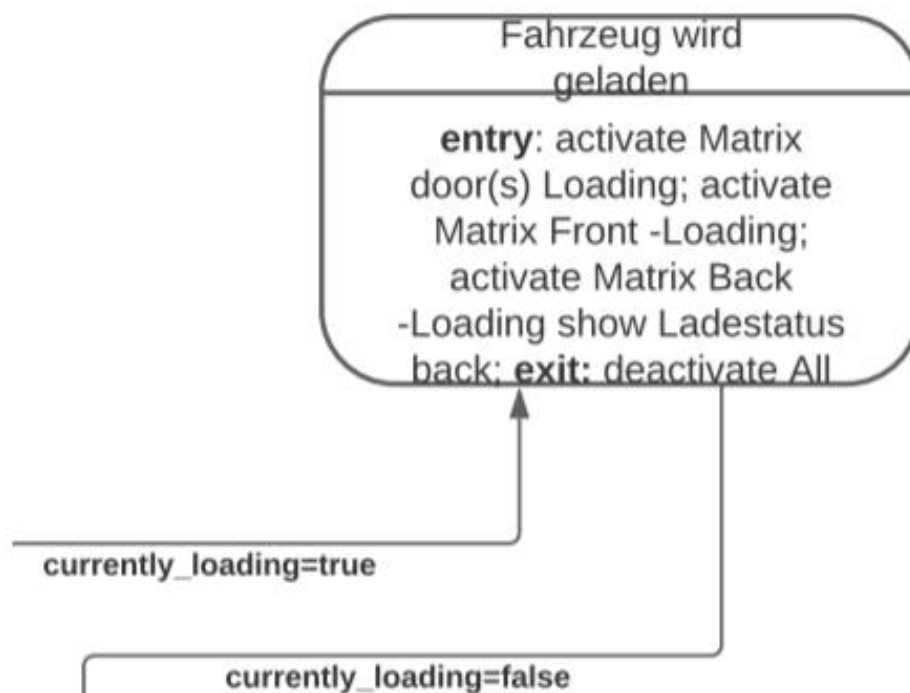 Fahrzeug wird
geladen
entry: activate Matrix
door(s) Loading; activate
Matrix Front -Loading;
activate Matrix Back
-Loading show Ladestatus
back; exit: deactivate All
currently_loading=true
currently_loading=false